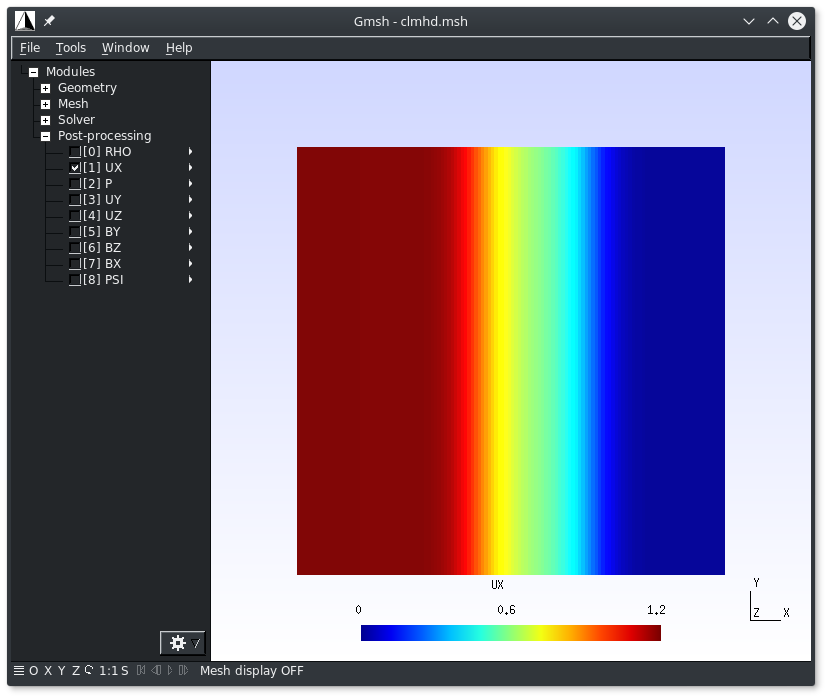 Gmsh - clmhd.msh
File Tools Window Help
Modules
Geometry
Mesh
Solver
Post-processing
[0] RHO
[1] UX
[2] P
[3] UY
[4] UZ
[5] BY
[6] BZ
[7] BX
[8] PSI
UX
0 0.6 1.2
Y
Z X
O X Y Z 1:1 S Mesh display OFF